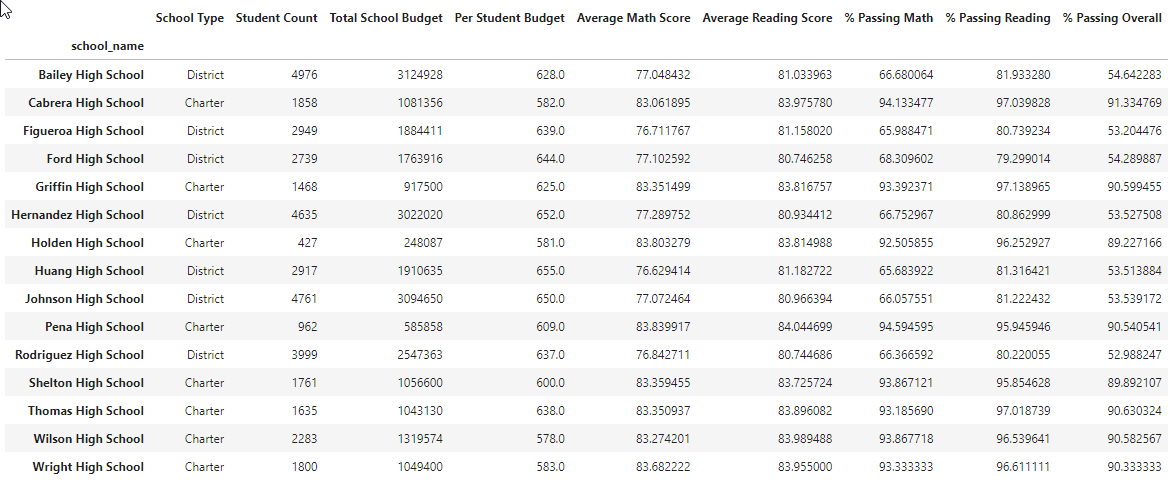 School Type Student Count Total School Budget Per Student Budget Average Math Score Average Reading Score % Passing Math % Passing Reading % Passing Overall
school_name
Bailey High School District 4976 3124928 628.0 77.048432 81.033963 66.680064 81.933280 54.642283
Cabrera High School Charter 1858 1081356 582.0 83.061895 83.975780 94.133477 97.039828 91.334769
Figueroa High School District 2949 1884411 639.0 76.711767 81.158020 65.988471 80.739234 53.204476
Ford High School District 2739 1763916 644.0 77.102592 80.746258 68.309602 79.299014 54.289887
Griffin High School Charter 1468 917500 625.0 83.351499 83.816757 93.392371 97.138965 90.599455
Hernandez High School District 4635 3022020 652.0 77.289752 80.934412 66.752967 80.862999 53.527508
Holden High School Charter 427 248087 581.0 83.803279 83.814988 92.505855 96.252927 89.227166
Huang High School District 2917 1910635 655.0 76.629414 81.182722 65.683922 81.316421 53.513884
Johnson High School District 4761 3094650 650.0 77.072464 80.966394 66.057551 81.222432 53.539172
Pena High School Charter 962 585858 609.0 83.839917 84.044699 94.594595 95.945946 90.540541
Rodriguez High School District 3999 2547363 637.0 76.842711 80.744686 66.366592 80.220055 52.988247
Shelton High School Charter 1761 1056600 600.0 83.359455 83.725724 93.867121 95.854628 89.892107
Thomas High School Charter 1635 1043130 638.0 83.350937 83.896082 93.185690 97.018739 90.630324
Wilson High School Charter 2283 1319574 578.0 83.274201 83.989488 93.867718 96.539641 90.582567
Wright High School Charter 1800 1049400 583.0 83.682222 83.955000 93.333333 96.611111 90.333333